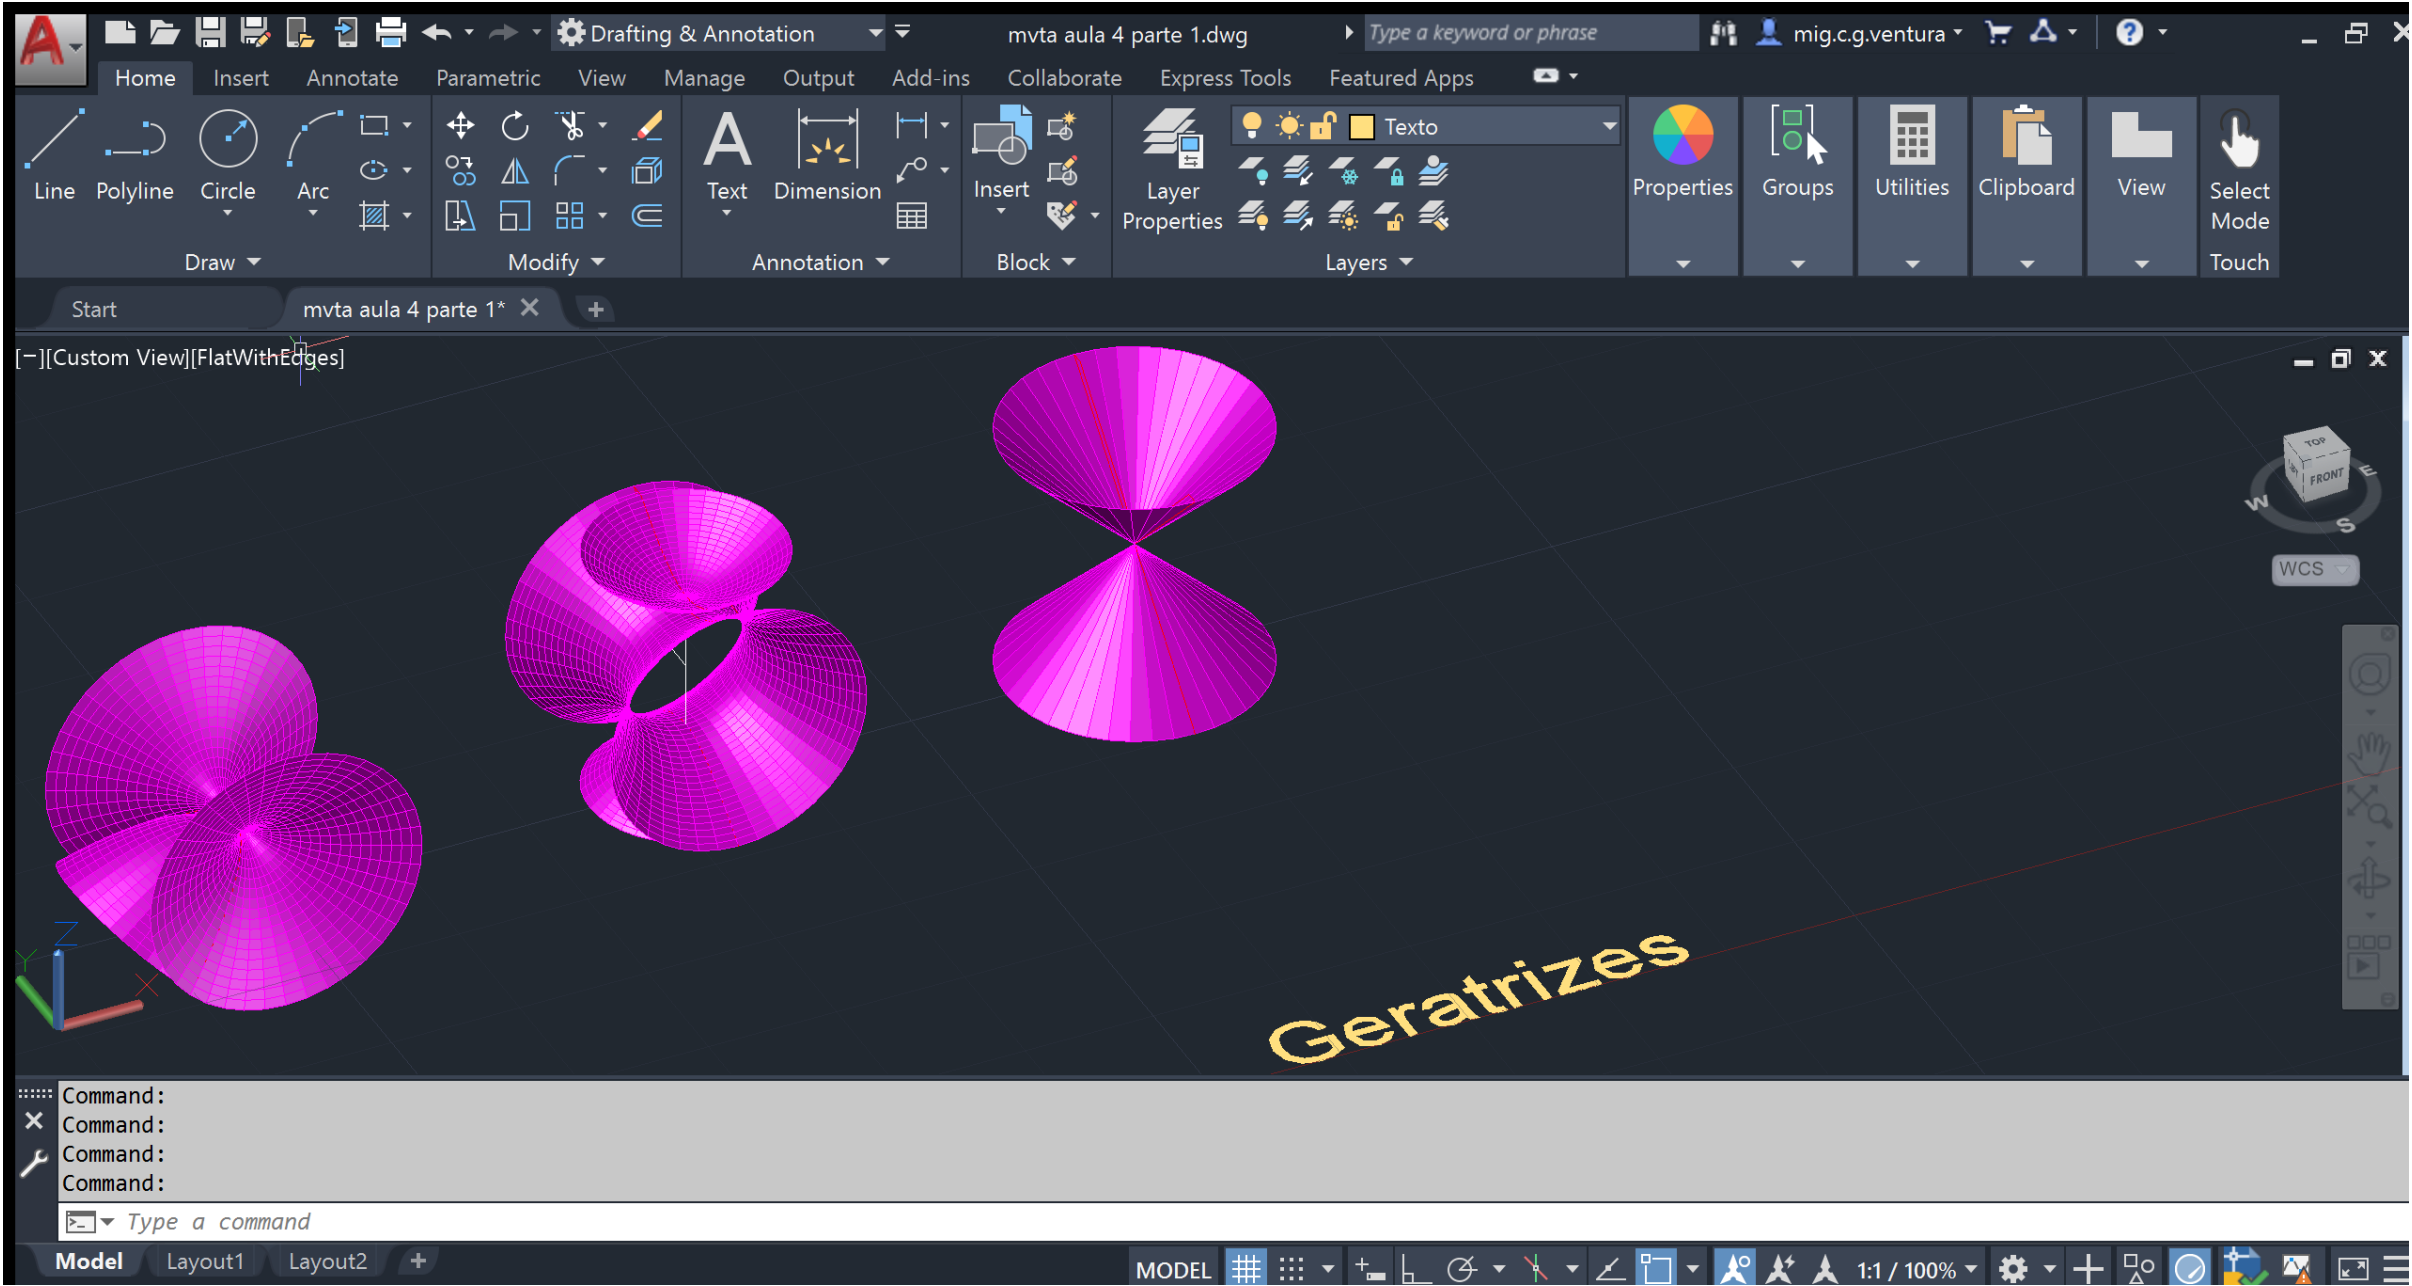 Drafting & Annotation
mvta aula 4 parte 1.dwg
Type a keyword or phrase
mig.c.g.ventura
Home Insert Annotate Parametric View Manage Output Add-ins Collaborate Express Tools Featured Apps
Texto
Line Polyline Circle Arc
Text Dimension
Insert
Layer
Properties
Properties Groups Utilities Clipboard View
Select
Mode
Draw Modify Annotation Block Layers Touch
Start mvta aula 4 parte 1*
[−][Custom View][FlatWithEdges]
TOP
FRONT
W S E
WCS
Z
Y
X
Geratrizes
Command:
Command:
Command:
Command:
Type a command
Model Layout1 Layout2 +
MODEL 1:1 / 100%